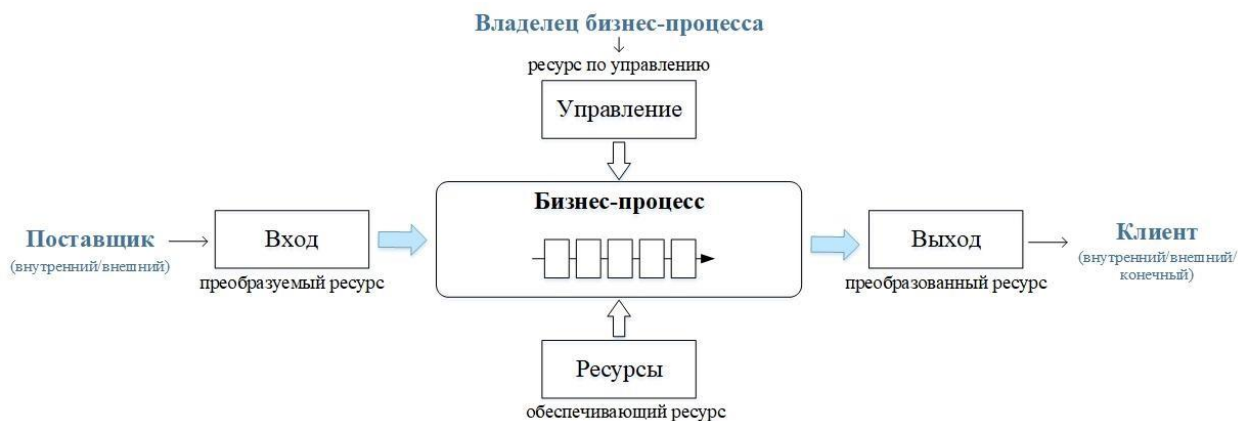 Владелец бизнес-процесса
ресурс по управлению
Управление
Бизнес-процесс
Поставщик
(внутренний/внешний)
Вход
преобразуемый ресурс
Выход
преобразованный ресурс
Клиент
(внутренний/внешний/
конечный)
Ресурсы
обеспечивающий ресурс